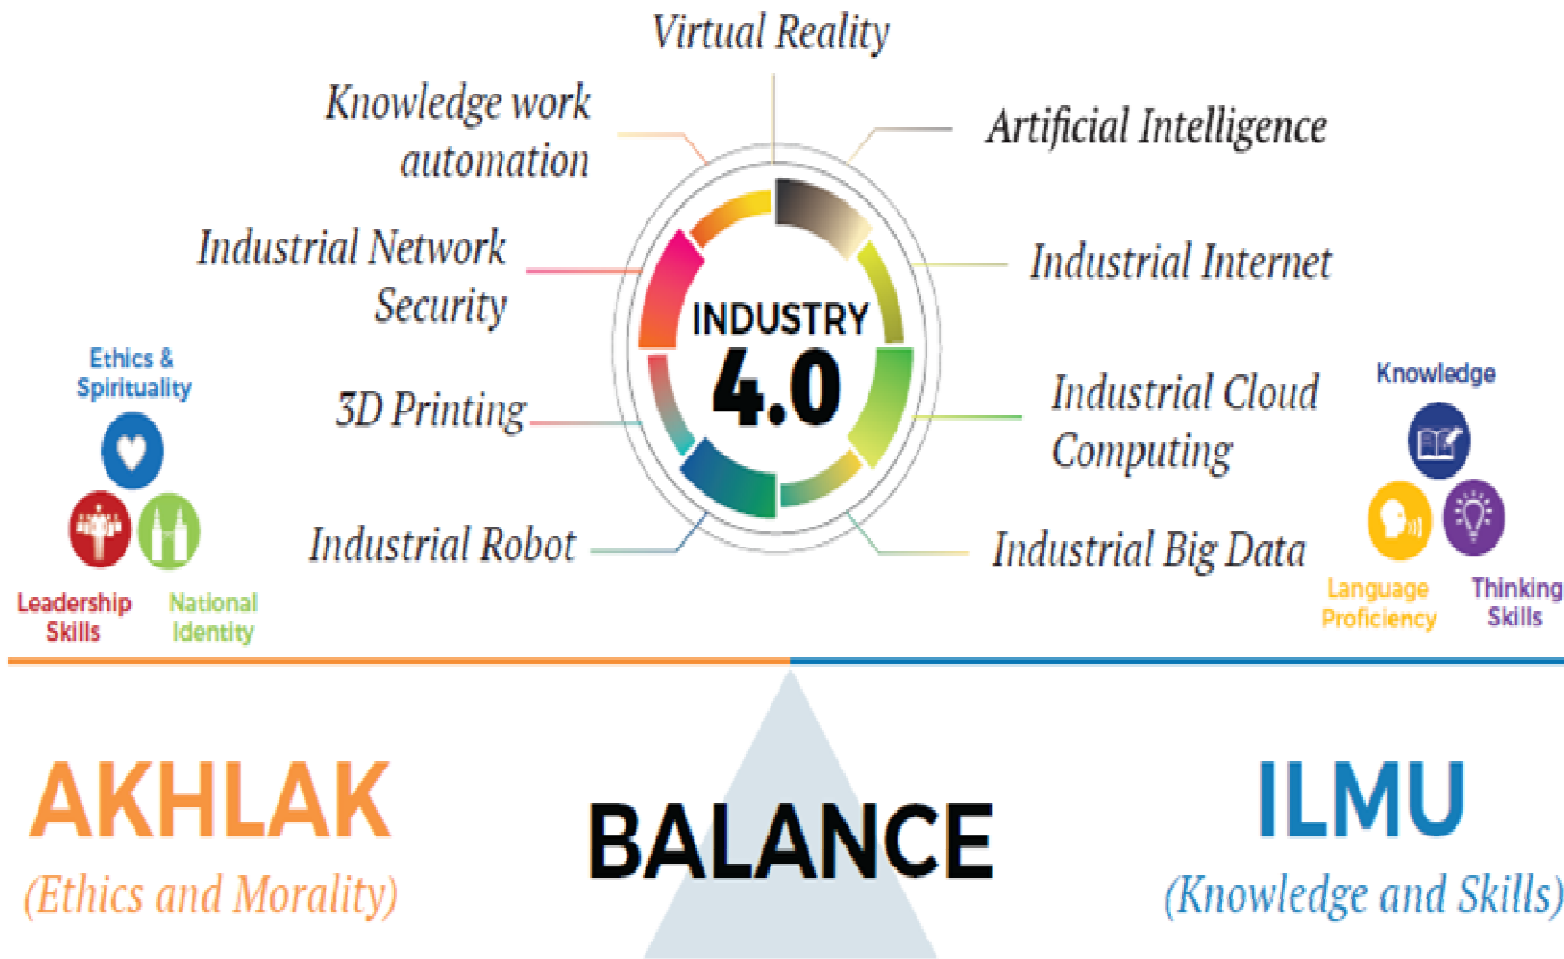 Virtual Reality
Knowledge work
automation
Artificial Intelligence
Industrial Network
Security
Industrial Internet
INDUSTRY
4.0
Ethics &
Spirituality
3D Printing
Industrial Cloud
Computing
Knowledge
Industrial Robot
Industrial Big Data
Leadership
Skills
National
Identity
Language
Proficiency
Thinking
Skills
AKHLAK
(Ethics and Morality)
BALANCE
ILMU
(Knowledge and Skills)